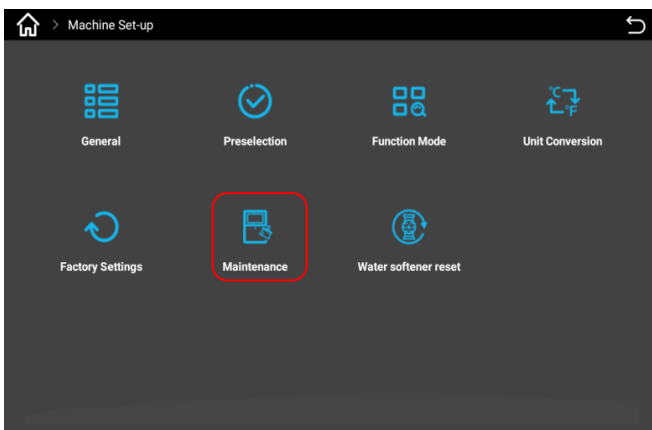 > Machine Set-up
General
Preselection
Function Mode
Unit Conversion
°C
°F
Factory Settings
Maintenance
Water softener reset